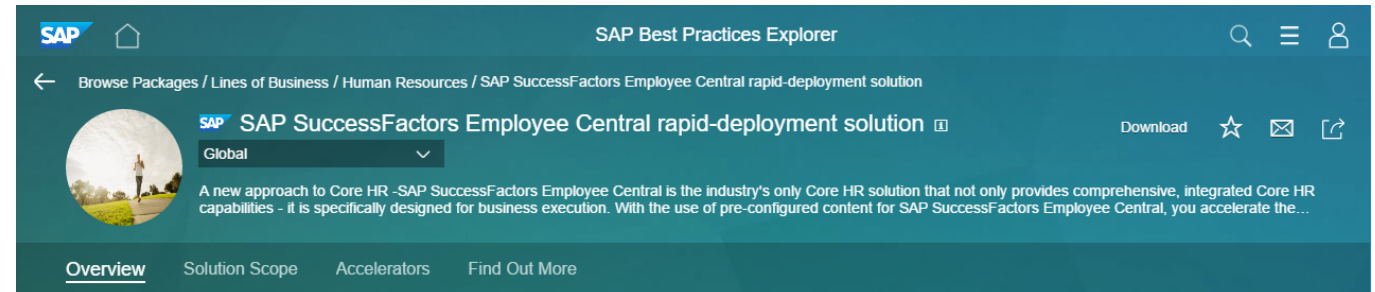 SAP
SAP Best Practices Explorer
Browse Packages / Lines of Business / Human Resources / SAP SuccessFactors Employee Central rapid-deployment solution
SAP SAP SuccessFactors Employee Central rapid-deployment solution
Download
Global
A new approach to Core HR -SAP SuccessFactors Employee Central is the industry's only Core HR solution that not only provides comprehensive, integrated Core HR
capabilities - it is specifically designed for business execution. With the use of pre-configured content for SAP SuccessFactors Employee Central, you accelerate the...
Overview Solution Scope Accelerators Find Out More